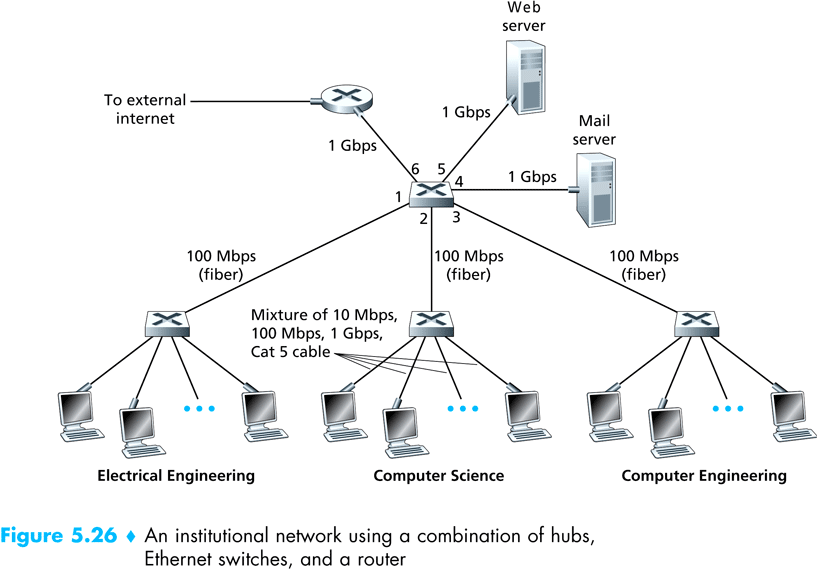 Web
server
To external
internet
1 Gbps
1 Gbps
Mail
server
1 Gbps
6
5
4
1
2
3
100 Mbps
(fiber)
100 Mbps
(fiber)
100 Mbps
(fiber)
Mixture of 10 Mbps,
100 Mbps, 1 Gbps,
Cat 5 cable
Electrical Engineering
Computer Science
Computer Engineering
Figure 5.26 ♦ An institutional network using a combination of hubs,
Ethernet switches, and a router